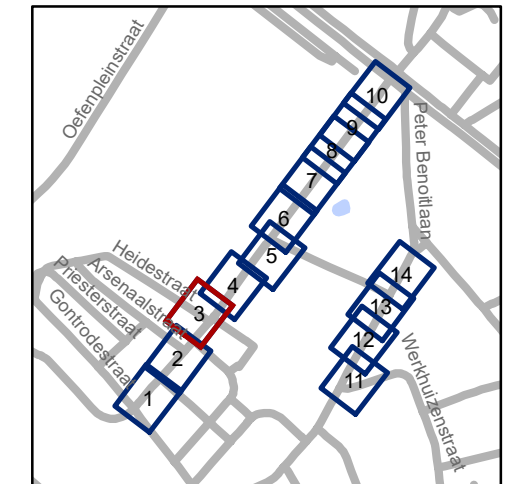 Oefenpleinstraat
10
Peter Benoitlaan
9
8
7
6
5
Heidestraat
Arsenaalstraat
Priesterstraat
Gontrodestraat
4
3
2
1
14
13
12
11
Werkhuizenstraat